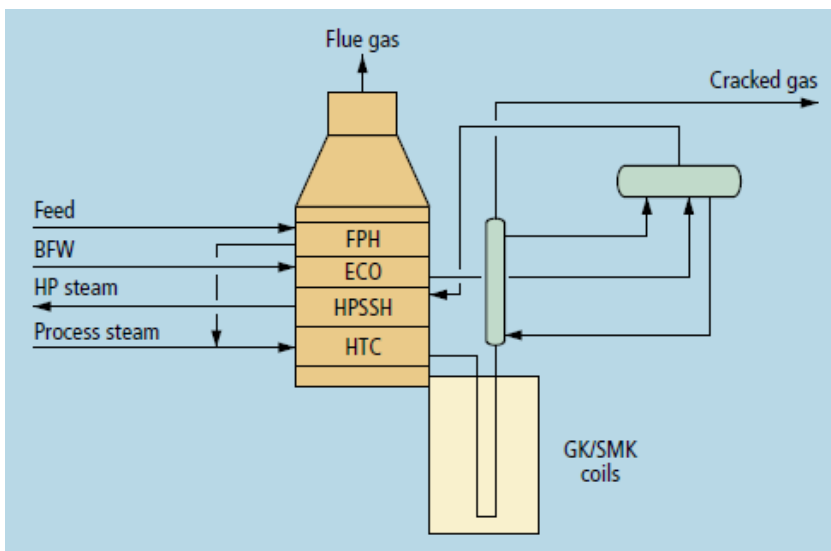 Flue gas
Cracked gas
Feed
FPH
BFW
ECO
HP steam
HPSSH
Process steam
HTC
GK/SMK
coils